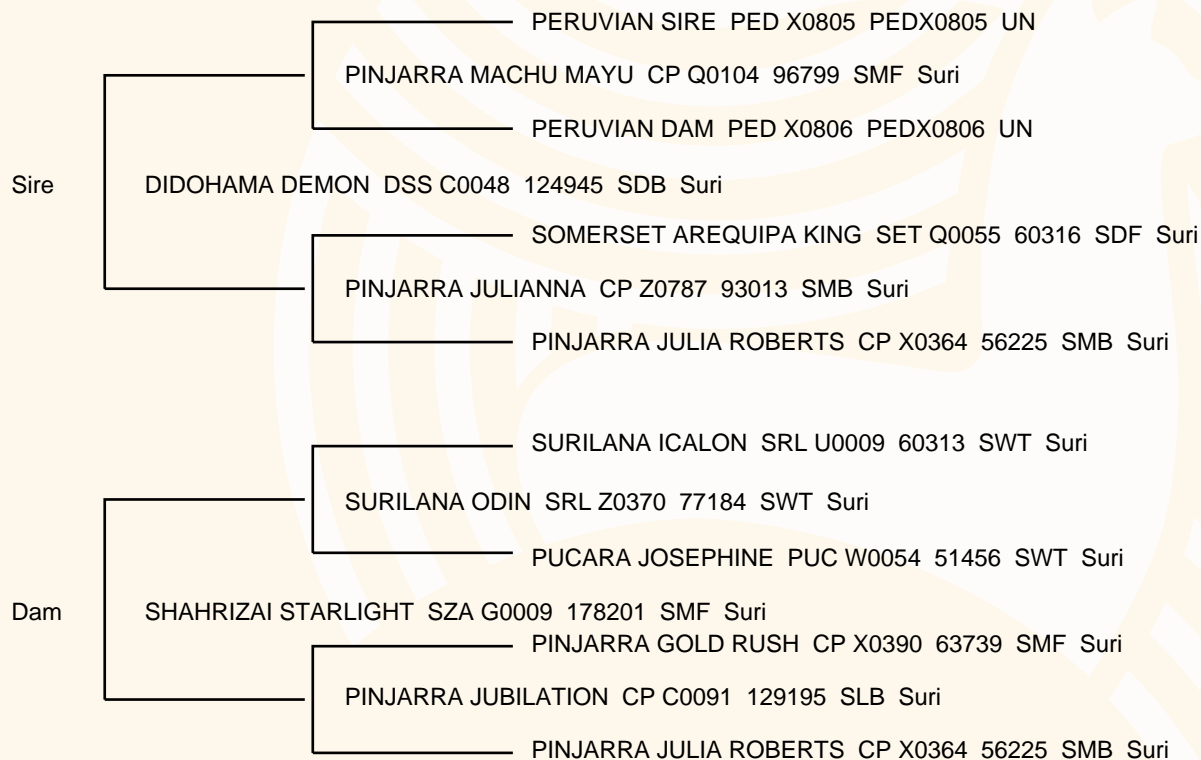 PERUVIAN SIRE PED X0805 PEDX0805 UN
PINJARRA MACHU MAYU CP Q0104 96799 SMF Suri
PERUVIAN DAM PED X0806 PEDX0806 UN
Sire DIDOHAMA DEMON DSS C0048 124945 SDB Suri
SOMERSET AREQUIPA KING SET Q0055 60316 SDF Suri
PINJARRA JULIANNA CP Z0787 93013 SMB Suri
PINJARRA JULIA ROBERTS CP X0364 56225 SMB Suri
SURILANA ICALON SRL U0009 60313 SWT Suri
SURILANA ODIN SRL Z0370 77184 SWT Suri
PUCARA JOSEPHINE PUC W0054 51456 SWT Suri
Dam SHAHRIZAI STARLIGHT SZA G0009 178201 SMF Suri
PINJARRA GOLD RUSH CP X0390 63739 SMF Suri
PINJARRA JUBILATION CP C0091 129195 SLB Suri
PINJARRA JULIA ROBERTS CP X0364 56225 SMB Suri